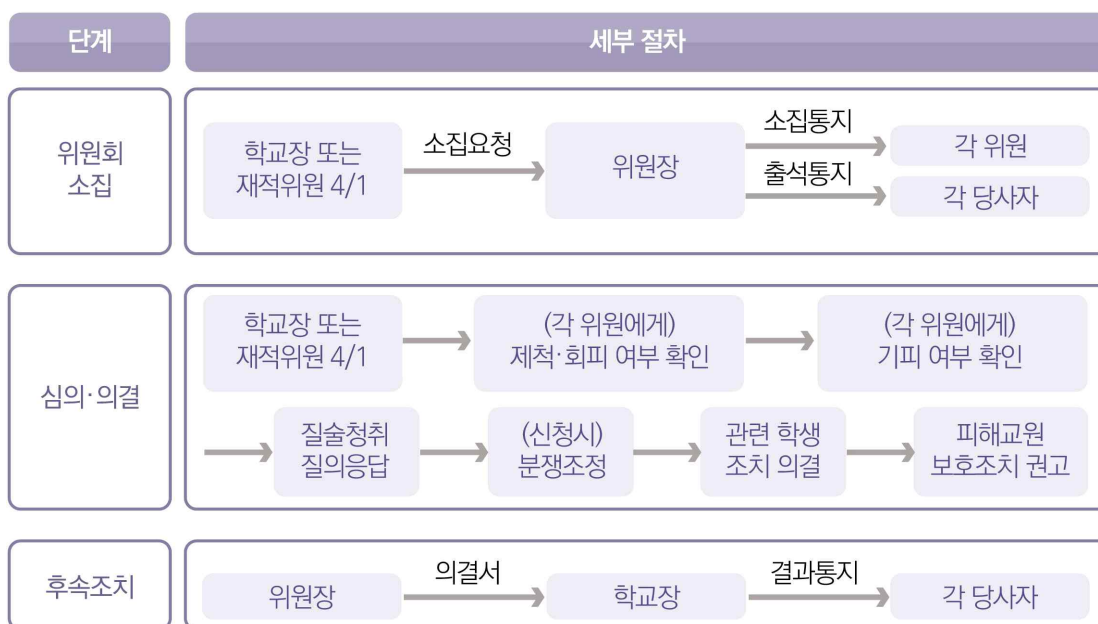 단계
세부 절차
위원회
소집
학교장 또는
재적위원 4/1
소집요청
위원장
소집통지
출석통지
각 위원
각 당사자
심의·의결
학교장 또는
재적위원 4/1
(각 위원에게)
제척·회피 여부 확인
(각 위원에게)
기피 여부 확인
질술청취
질의응답
(신청시)
분쟁조정
관련 학생
조치 의결
피해교원
보호조치 권고
후속조치
위원장
의결서
학교장
결과통지
각 당사자